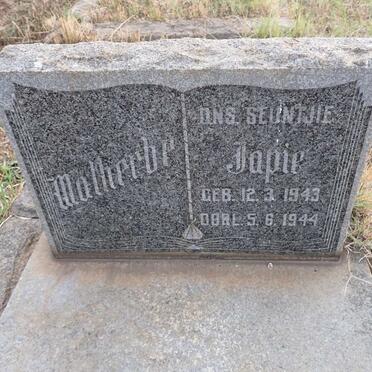 Malherbe
ONS SEUNTJIE
Japie
GEB. 12.3.1943
OORL. 5.6.1944